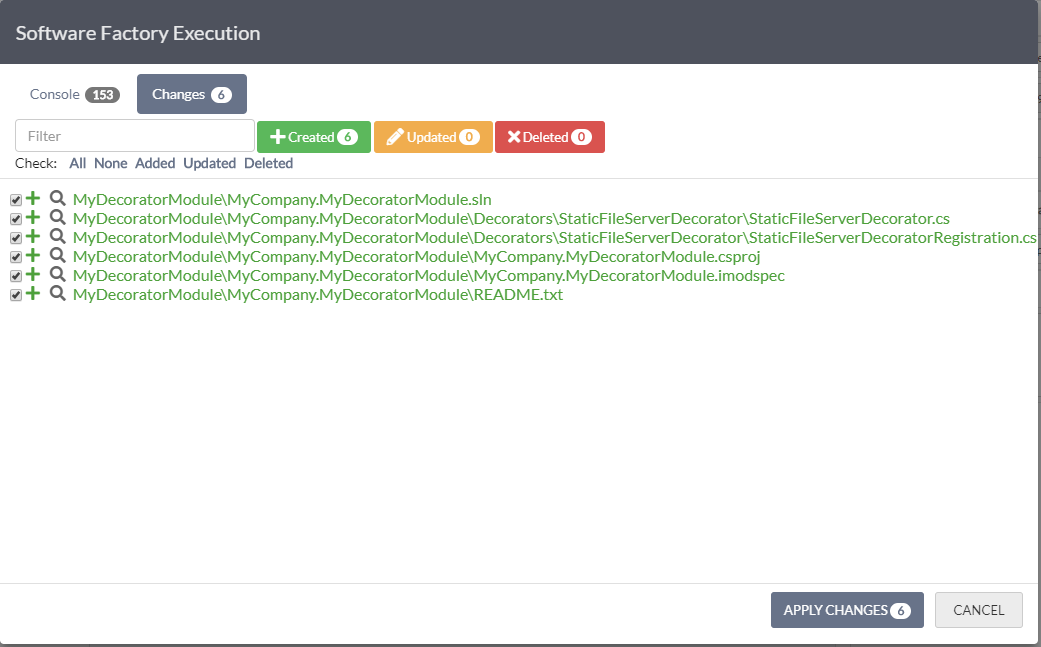 Software Factory Execution
Console 153 Changes 6
Filter Created 6 Updated 0 Deleted 0
Check: All None Added Updated Deleted
MyDecoratorModule\MyCompany.MyDecoratorModule.sln
MyDecoratorModule\MyCompany.MyDecoratorModule\Decorators\StaticFileServerDecorator\StaticFileServerDecorator.cs
MyDecoratorModule\MyCompany.MyDecoratorModule\Decorators\StaticFileServerDecorator\StaticFileServerDecoratorRegistration.cs
MyDecoratorModule\MyCompany.MyDecoratorModule\MyCompany.MyDecoratorModule.csproj
MyDecoratorModule\MyCompany.MyDecoratorModule\MyCompany.MyDecoratorModule.imodspec
MyDecoratorModule\MyCompany.MyDecoratorModule\README.txt
APPLY CHANGES 6 CANCEL